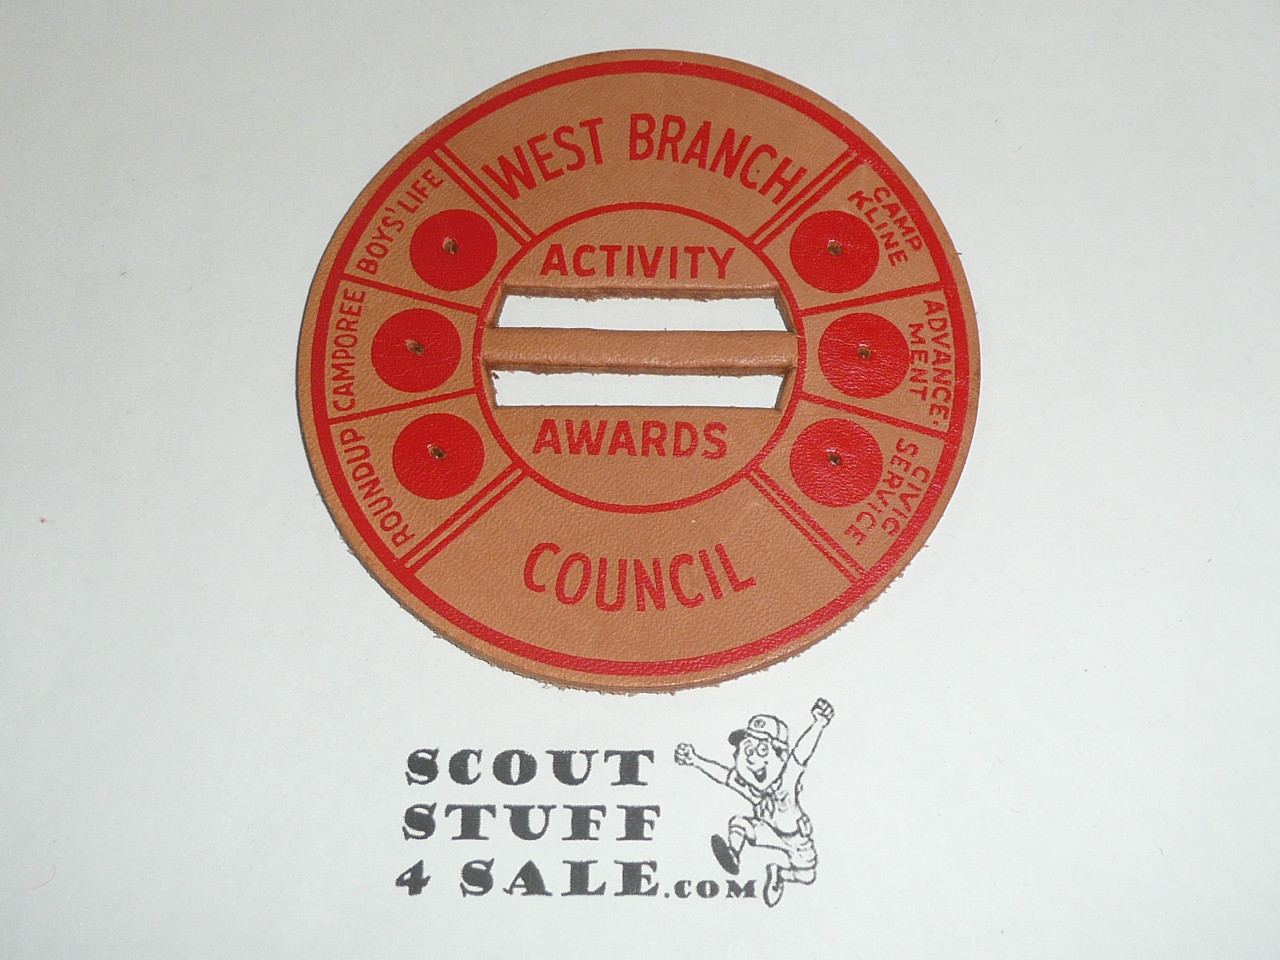 WEST BRANCH
BOYS' LIFE
CAMP
KLINE
ACTIVITY
CAMPOREE
ADVANCE-
MENT
AWARDS
ROUNDUP
CIVIC
SERVICE
COUNCIL
SCOUT
STUFF
4 SALE.COM